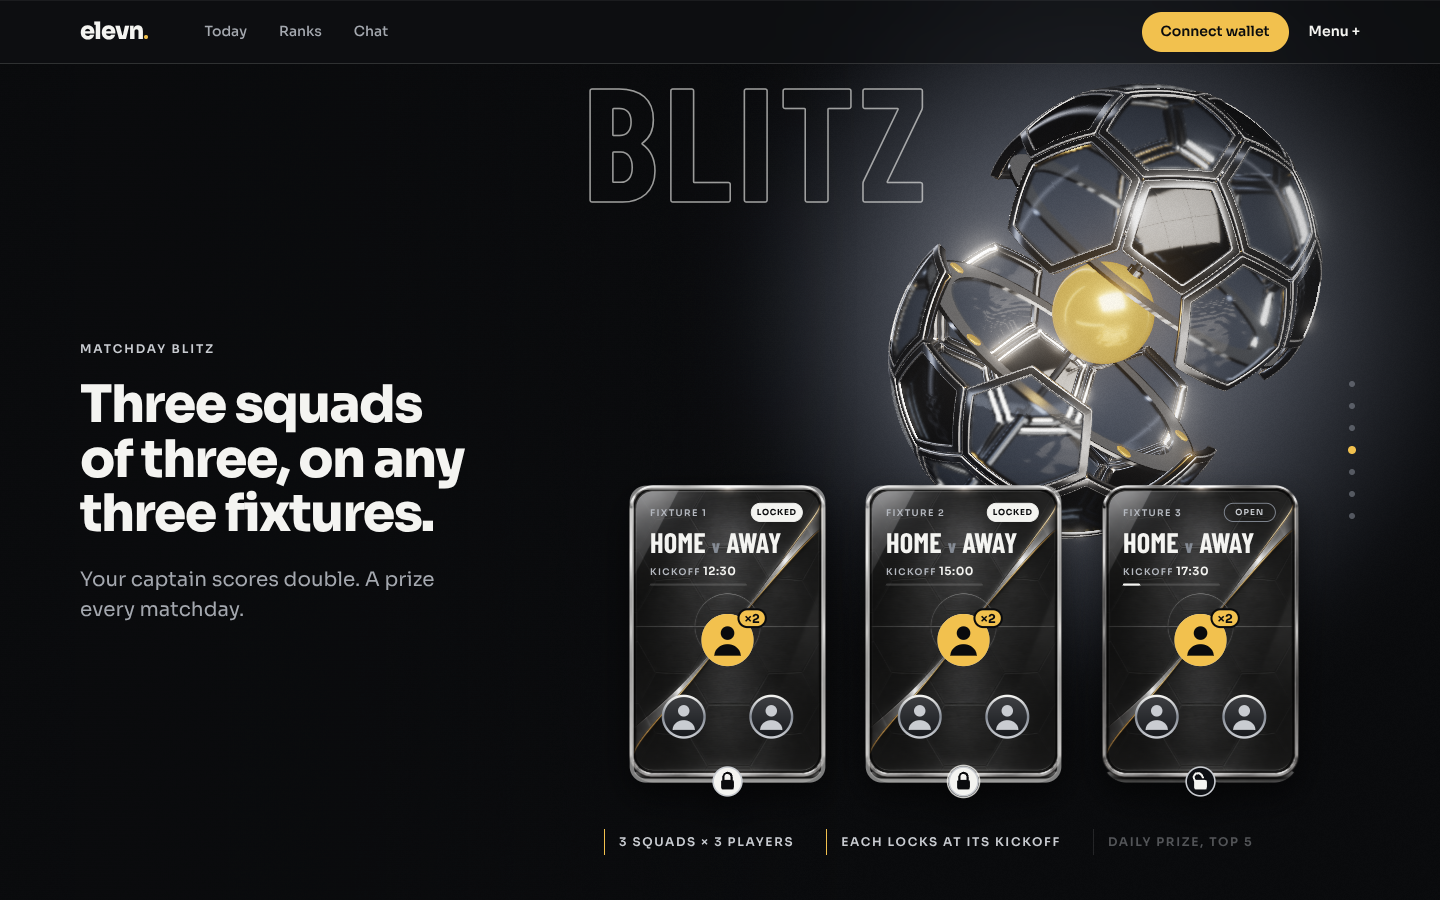 elevn.
Today
Ranks
Chat
Connect wallet
Menu +
BLITZ
MATCHDAY BLITZ
Three squads
of three, on any
three fixtures.
Your captain scores double. A prize
every matchday.
FIXTURE 1
LOCKED
HOME v AWAY
KICKOFF 12:30
×2
FIXTURE 2
LOCKED
HOME v AWAY
KICKOFF 15:00
×2
FIXTURE 3
OPEN
HOME v AWAY
KICKOFF 17:30
×2
3 SQUADS × 3 PLAYERS
EACH LOCKS AT ITS KICKOFF
DAILY PRIZE, TOP 5